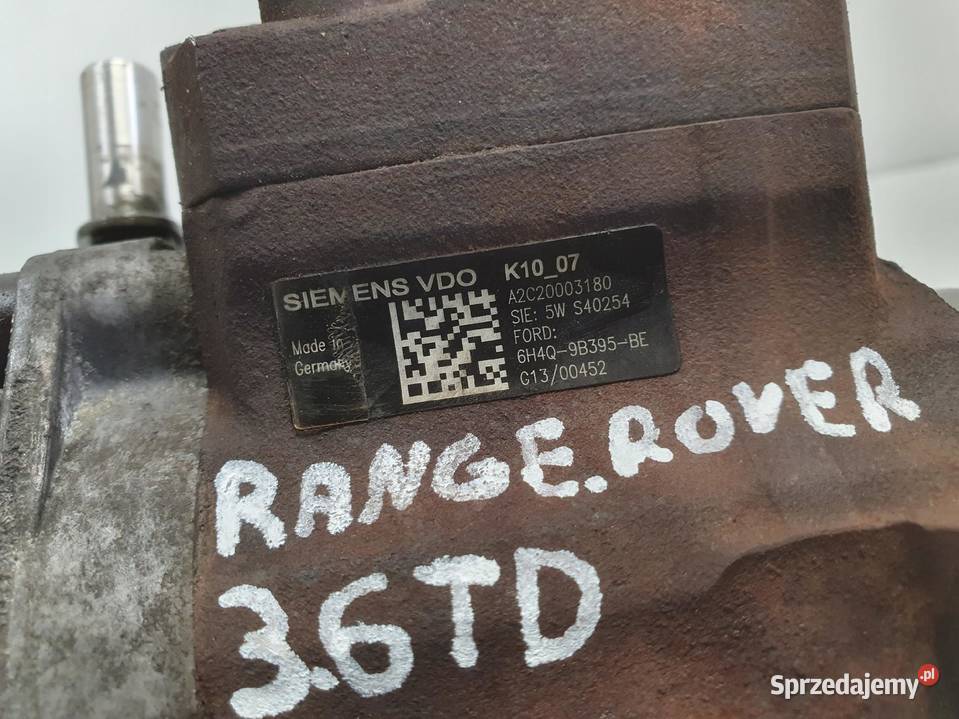 SIEMENS VDO K10_07
A2C20003180
SIE: 5W S40254
Made in
Germany
FORD:
6H4Q-9B395-BE
G13/00452
RANGE.ROVER
3.6TD
Sprzedajemy.pl